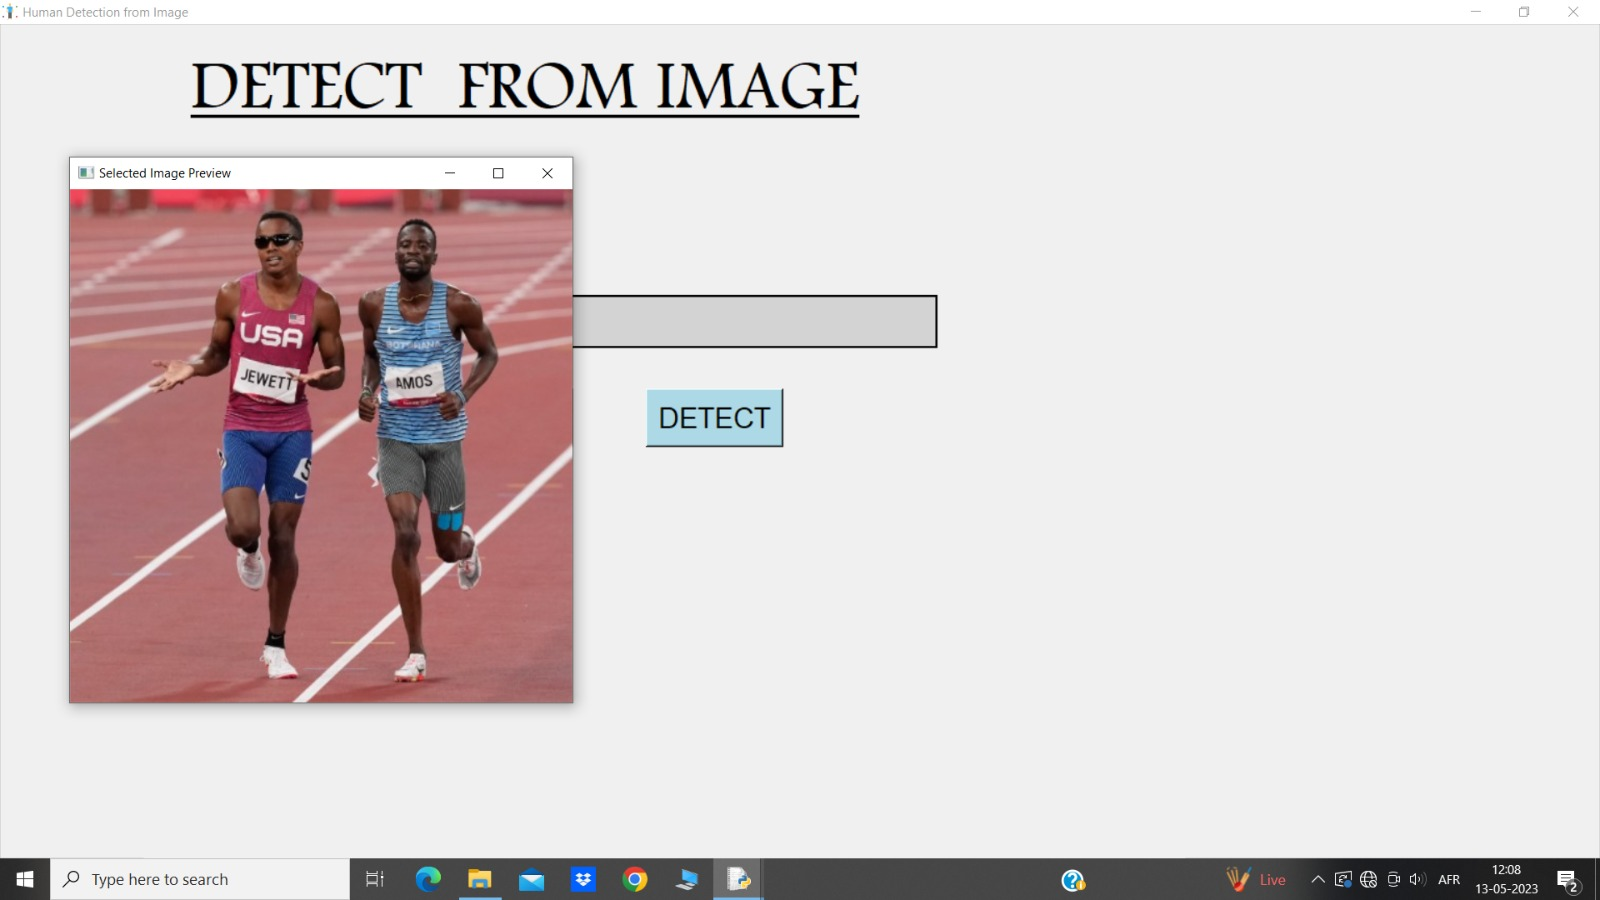 Human Detection from Image
DETECT FROM IMAGE
Selected Image Preview
USA
JEWETT
AMOS
DETECT
Type here to search
Live
AFR
12:08
13-05-2023
2